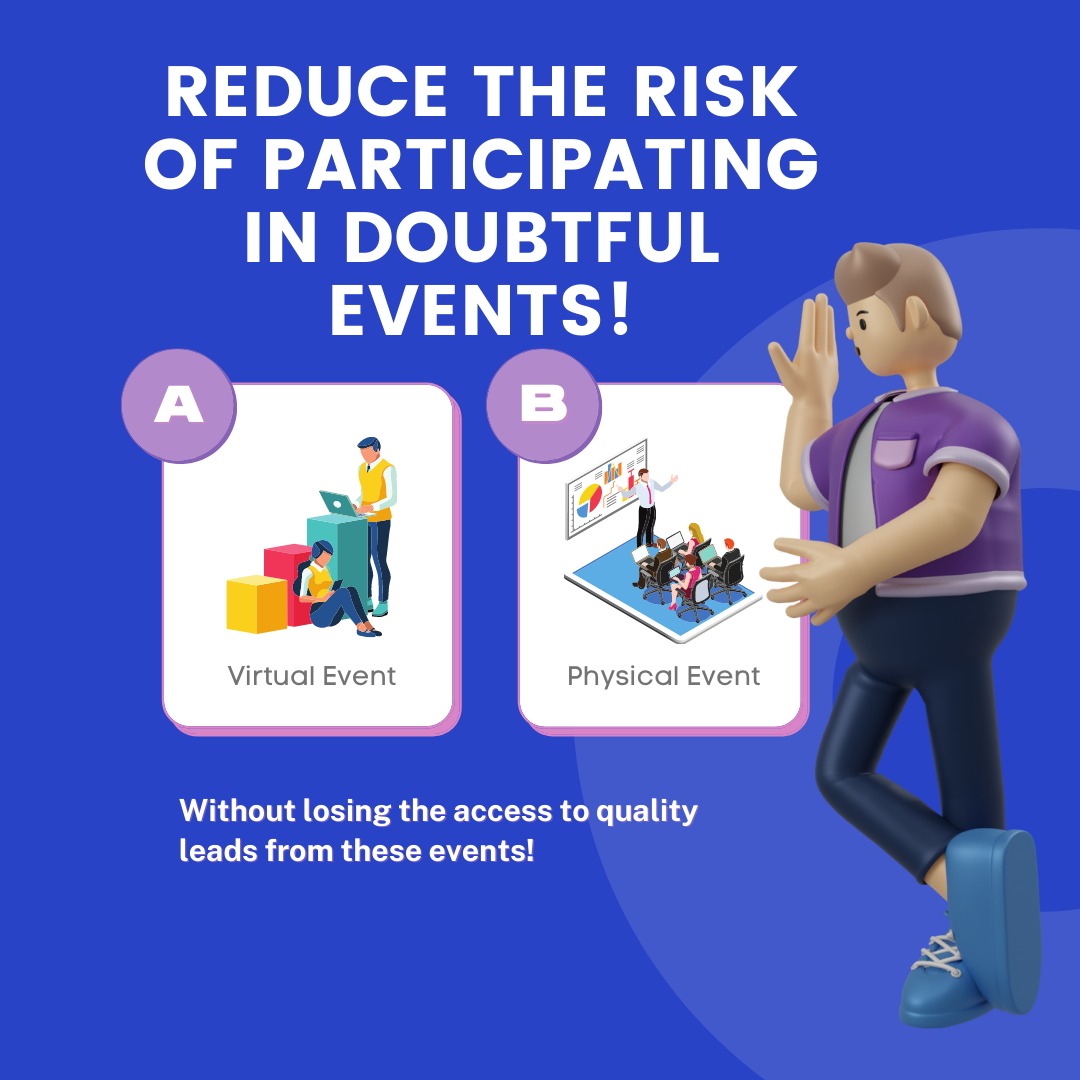 REDUCE THE RISK
OF PARTICIPATING
IN DOUBTFUL
EVENTS!
A
B
Virtual Event
Physical Event
Without losing the access to quality
leads from these events!